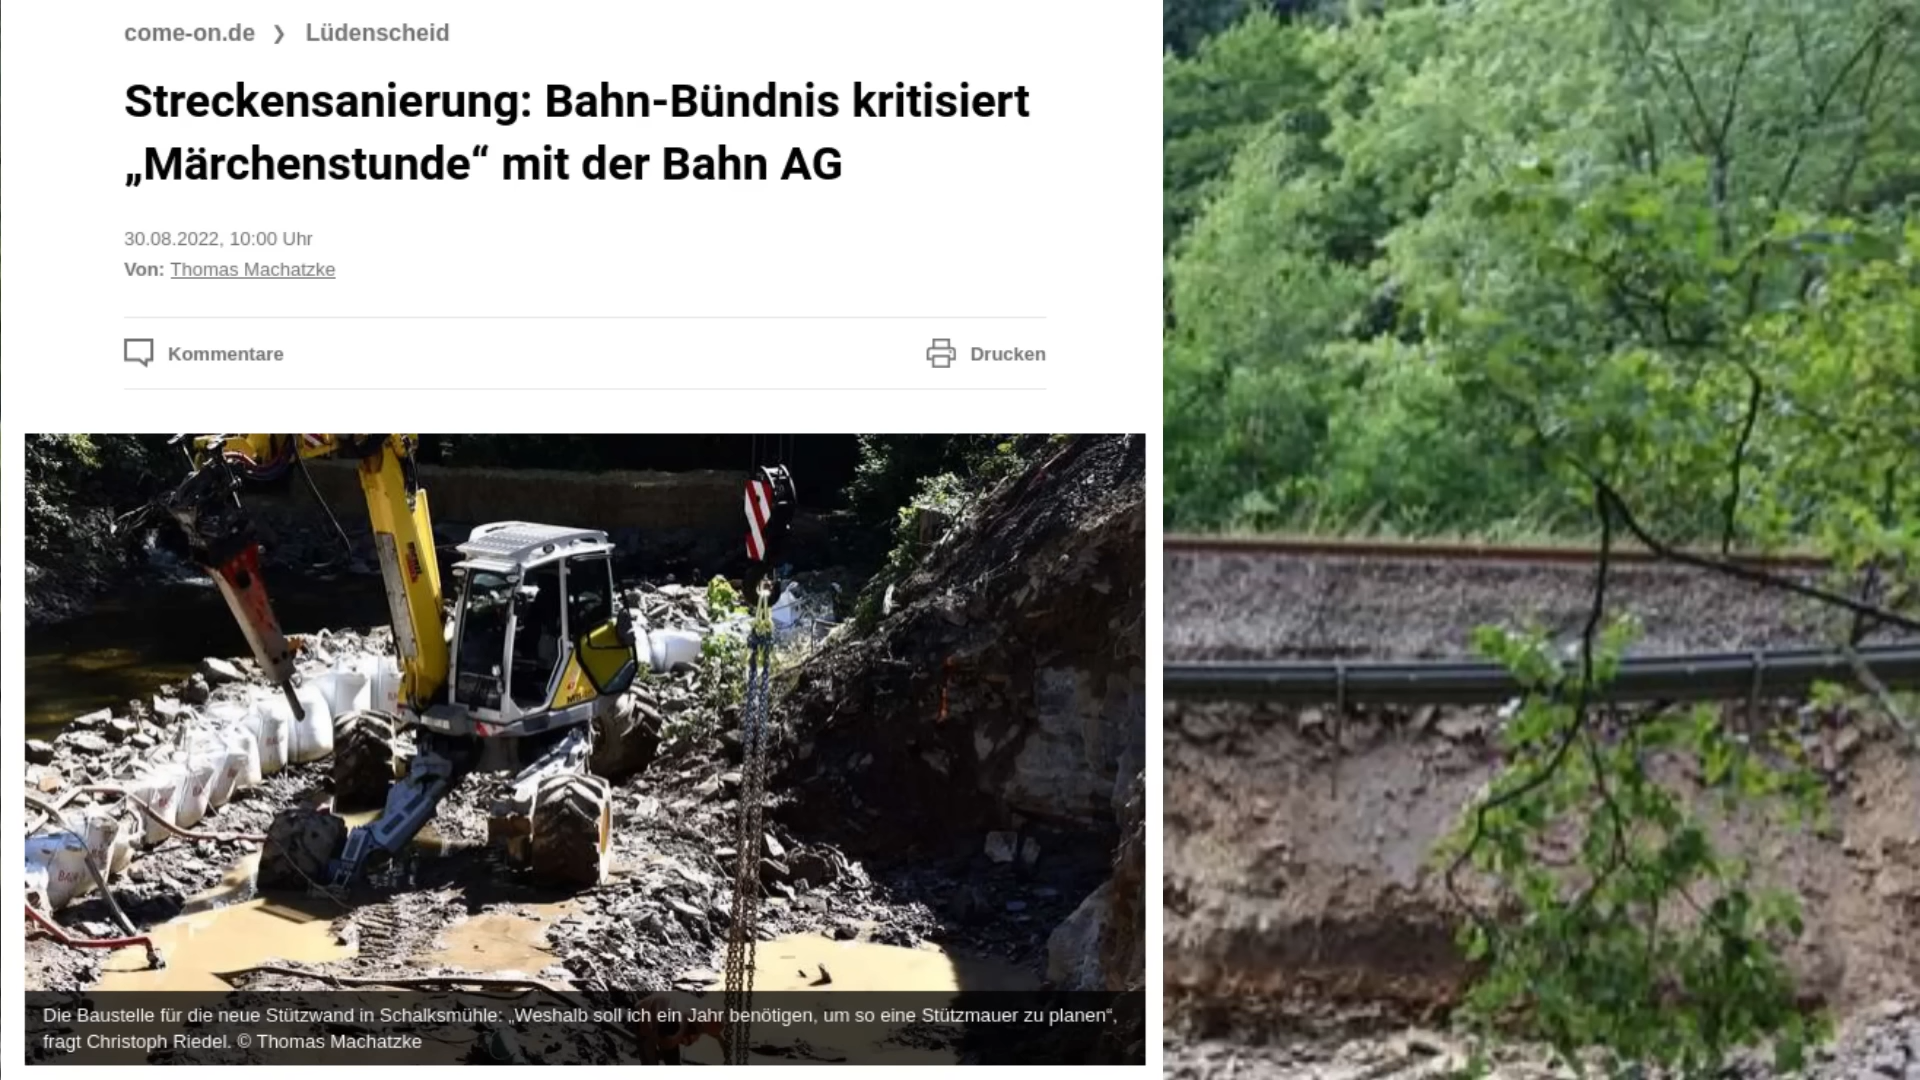 come-on.de ❯ Lüdenscheid
Streckensanierung: Bahn-Bündnis kritisiert
„Märchenstunde“ mit der Bahn AG
30.08.2022, 10:00 Uhr
Von: Thomas Machatzke
Kommentare
Drucken
Die Baustelle für die neue Stützwand in Schalksmühle: „Weshalb soll ich ein Jahr benötigen, um so eine Stützmauer zu planen“,
fragt Christoph Riedel. © Thomas Machatzke